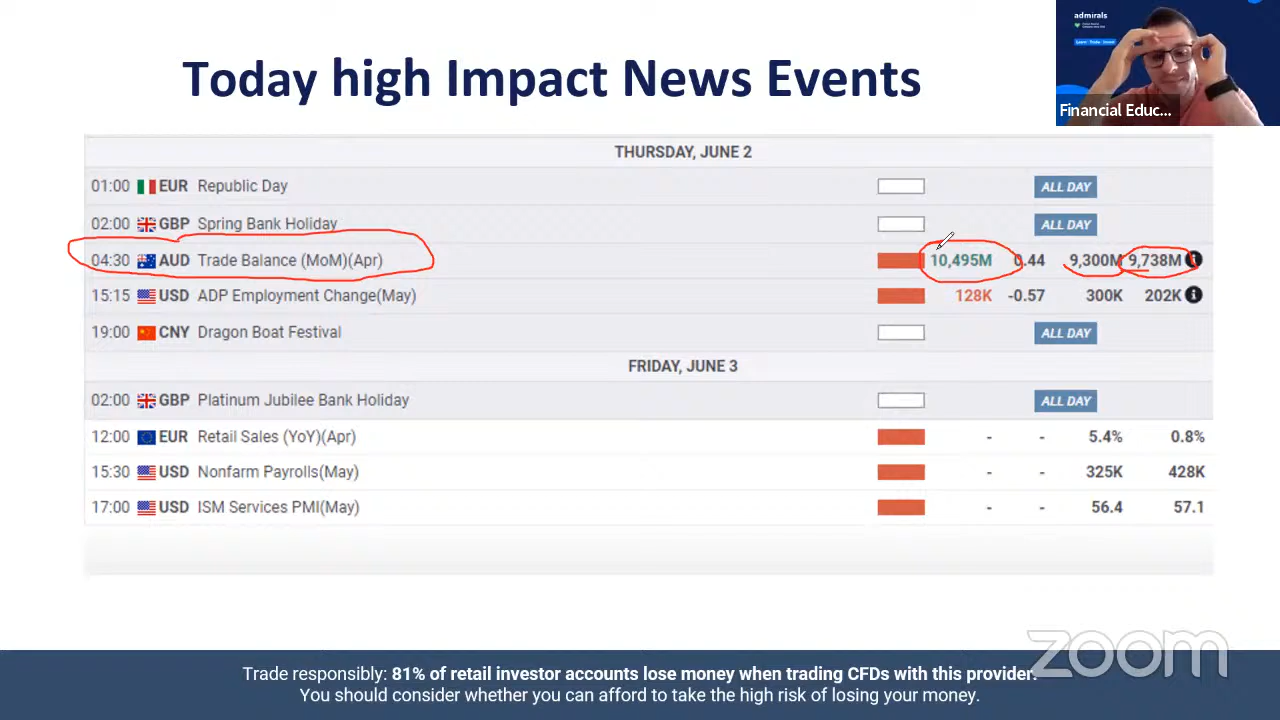 admirals
Today high Impact News Events
Financial Educ...
THURSDAY, JUNE 2
01:00 EUR Republic Day ALL DAY
02:00 GBP Spring Bank Holiday ALL DAY
04:30 AUD Trade Balance (MoM)(Apr) 10,495M 0.44 9,300M 9,738M
15:15 USD ADP Employment Change(May) 128K -0.57 300K 202K
19:00 CNY Dragon Boat Festival ALL DAY
FRIDAY, JUNE 3
02:00 GBP Platinum Jubilee Bank Holiday ALL DAY
12:00 EUR Retail Sales (YoY)(Apr) - - 5.4% 0.8%
15:30 USD Nonfarm Payrolls(May) - - 325K 428K
17:00 USD ISM Services PMI(May) - - 56.4 57.1
zoom
Trade responsibly: 81% of retail investor accounts lose money when trading CFDs with this provider.
You should consider whether you can afford to take the high risk of losing your money.